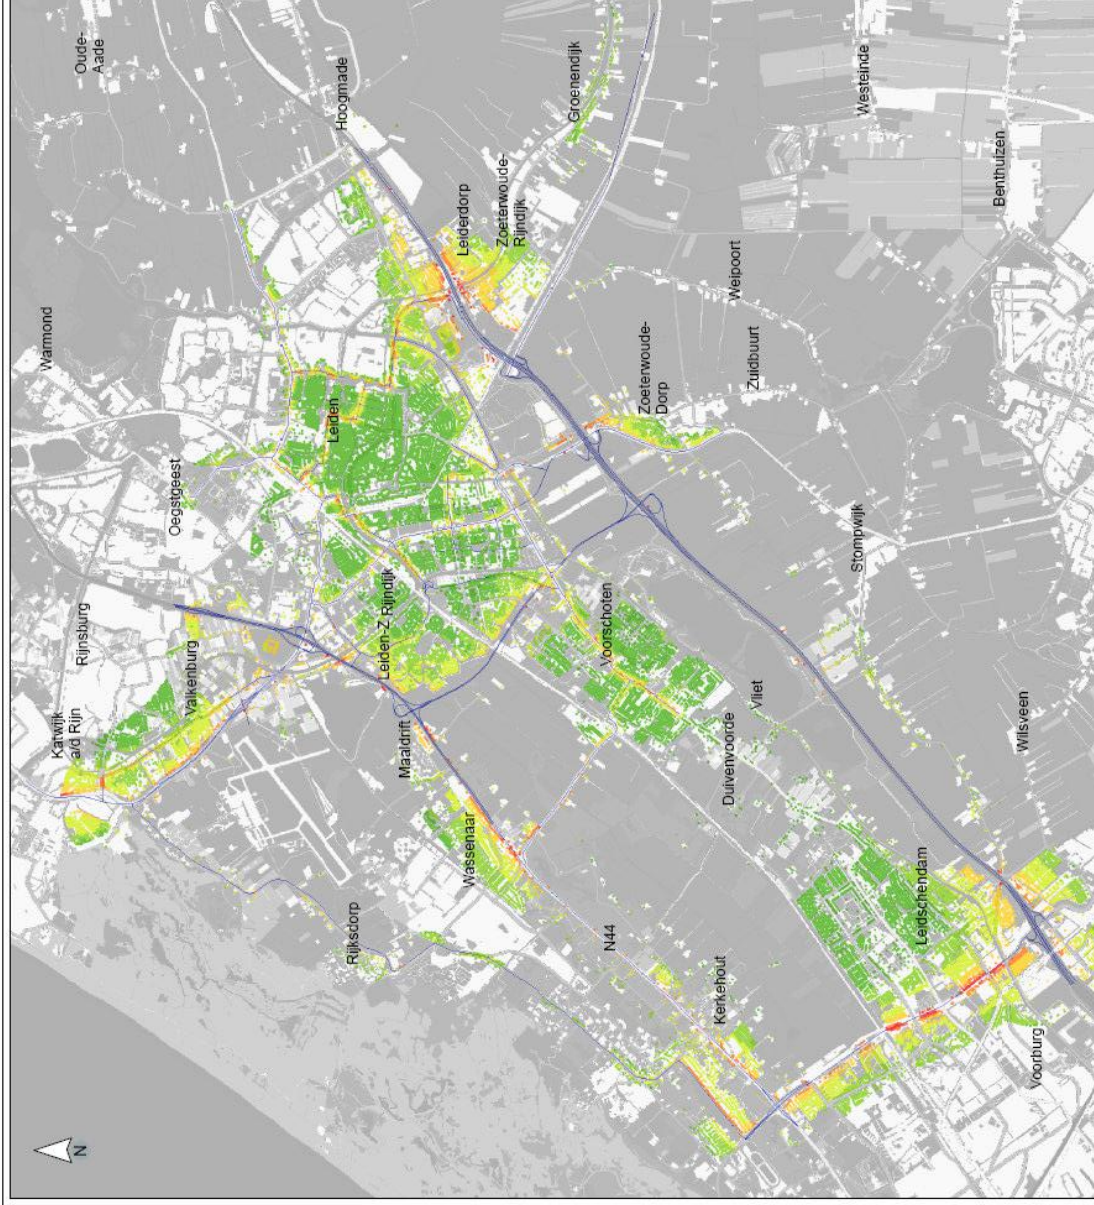 Oude-
Aade
Hoogmade
Groenendijk
Westeinde
Benthuizen
Warmond
Leiderdorp
Zoeterwoude-
Rijndijk
Weipoort
Oegstgeest
Leiden
Zoeterwoude-
Dorp
Zuidbuurt
Rijnsburg
Katwijk
a/d Rijn
Valkenburg
Leiden-Z Rijndijk
Voorschoten
Stompwijk
Maaldrift
Vliet
Duivenvoorde
Wilsveen
Wassenaar
Rijksdorp
N44
Leidschendam
Kerkehout
Voorburg
N